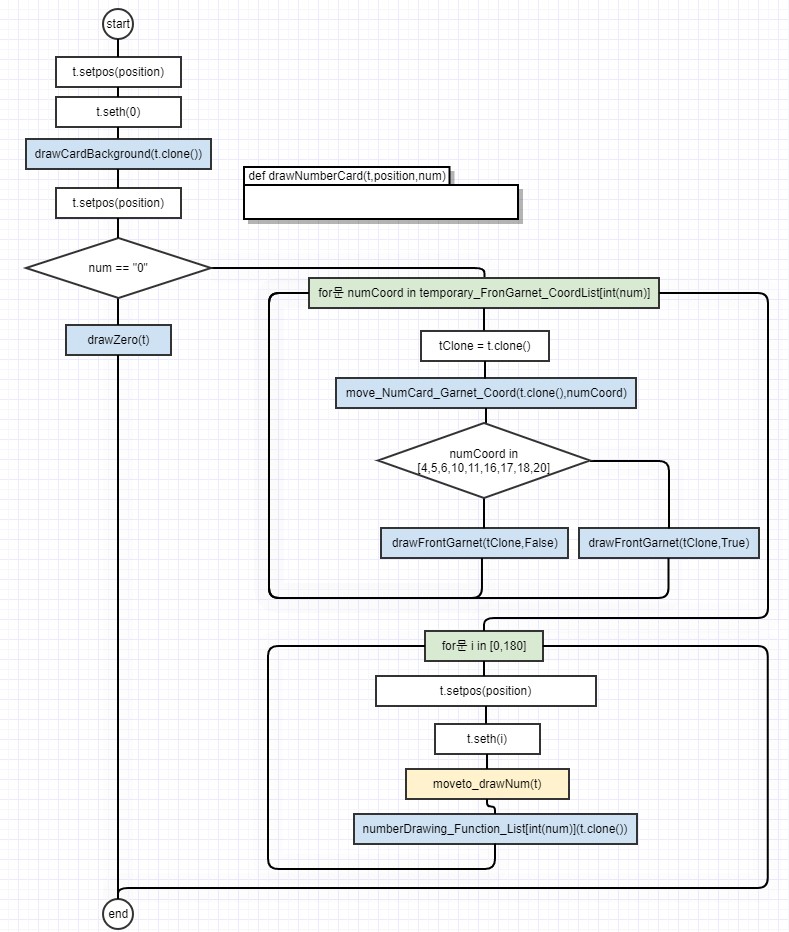 start
t.setpos(position)
t.seth(0)
drawCardBackground(t.clone())
t.setpos(position)
def drawNumberCard(t,position,num)
num == "0"
drawZero(t)
for문 numCoord in temporary_FronGarnet_CoordList[int(num)]
tClone = t.clone()
move_NumCard_Garnet_Coord(t.clone(),numCoord)
numCoord in
[4,5,6,10,11,16,17,18,20]
drawFrontGarnet(tClone,False)
drawFrontGarnet(tClone,True)
for문 i in [0,180]
t.setpos(position)
t.seth(i)
moveto_drawNum(t)
numberDrawing_Function_List[int(num)](t.clone())
end